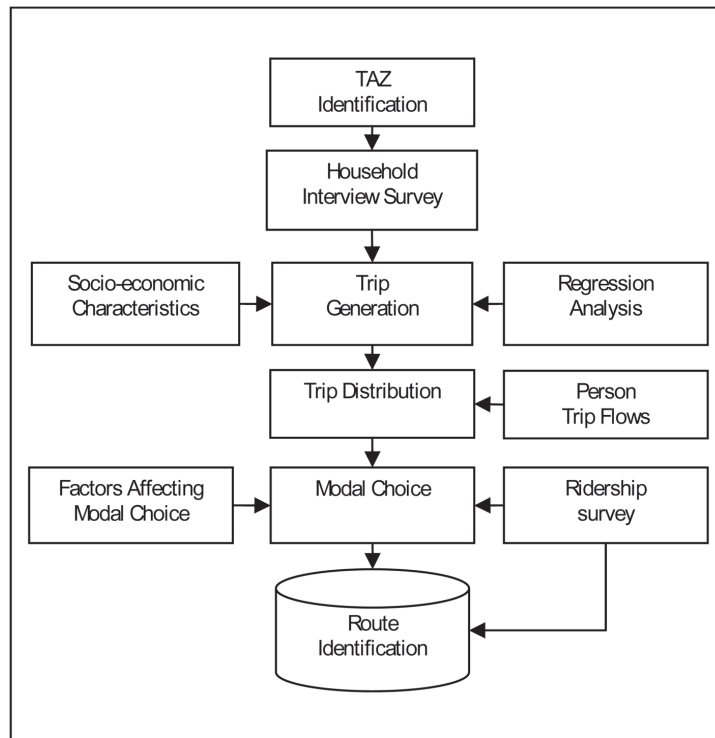 TAZ
Identification
Household
Interview Survey
Socio-economic
Characteristics
Trip
Generation
Regression
Analysis
Trip Distribution
Person
Trip Flows
Factors Affecting
Modal Choice
Modal Choice
Ridership
survey
Route
Identification